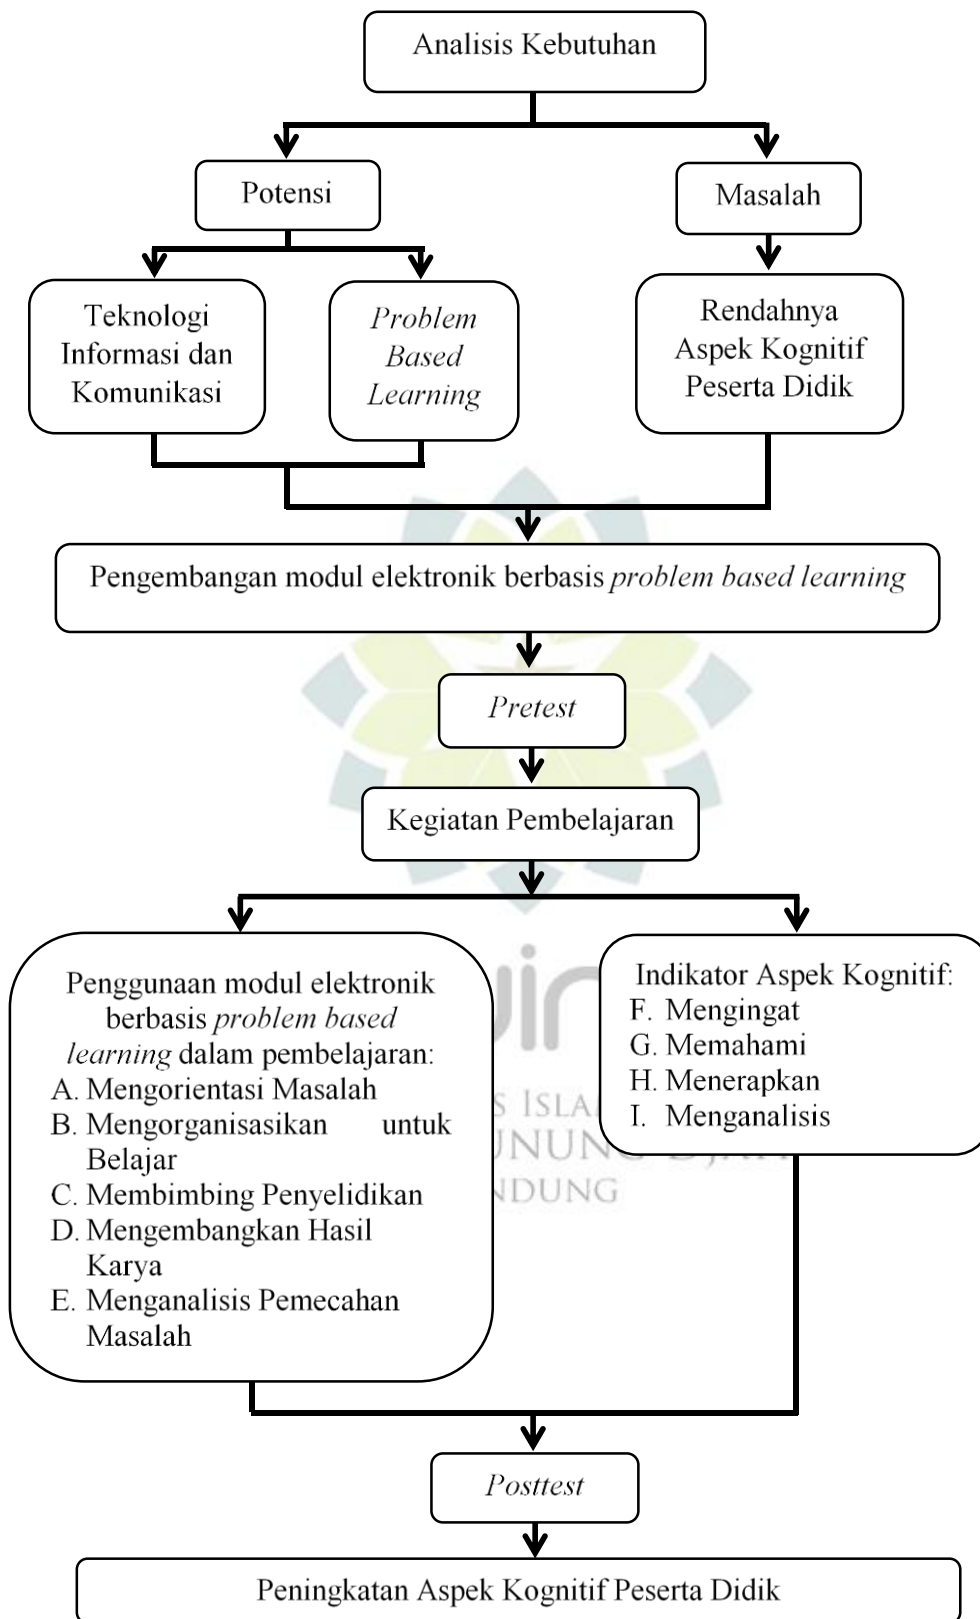 Analisis Kebutuhan
Potensi
Masalah
Teknologi
Informasi dan
Komunikasi
Problem
Based
Learning
Rendahnya
Aspek Kognitif
Peserta Didik
Pengembangan modul elektronik berbasis problem based learning
Pretest
Kegiatan Pembelajaran
Penggunaan modul elektronik
berbasis problem based
learning dalam pembelajaran:
A. Mengorientasi Masalah
B. Mengorganisasikan untuk
Belajar
C. Membimbing Penyelidikan
D. Mengembangkan Hasil
Karya
E. Menganalisis Pemecahan
Masalah
Indikator Aspek Kognitif:
F. Mengingat
G. Memahami
H. Menerapkan
I. Menganalisis
Posttest
Peningkatan Aspek Kognitif Peserta Didik